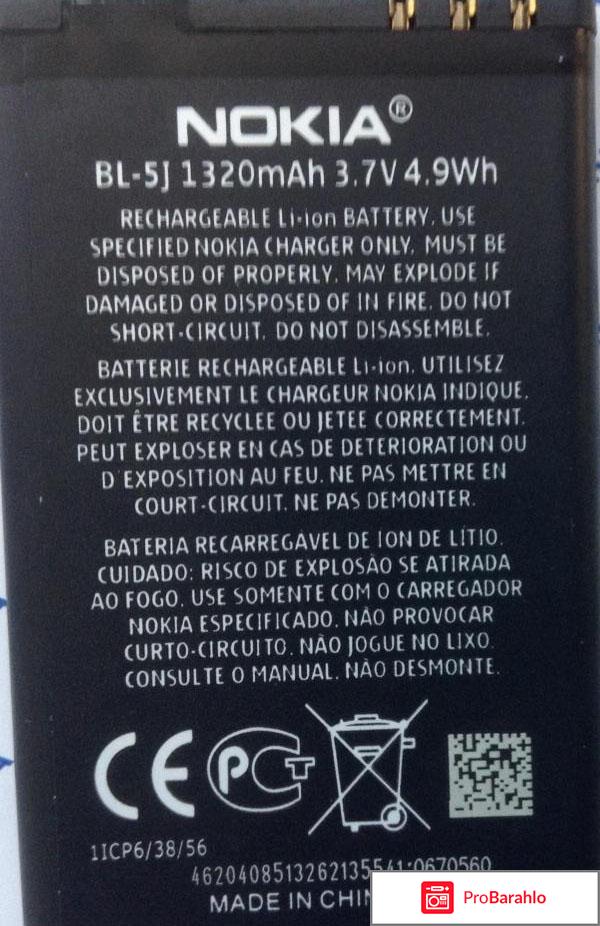 NOKIA®
BL-5J 1320mAh 3.7V 4.9Wh
RECHARGEABLE Li-ion BATTERY. USE
SPECIFIED NOKIA CHARGER ONLY. MUST BE
DISPOSED OF PROPERLY. MAY EXPLODE IF
DAMAGED OR DISPOSED OF IN FIRE. DO NOT
SHORT-CIRCUIT. DO NOT DISASSEMBLE.
BATTERIE RECHARGEABLE Li-ion. UTILISEZ
EXCLUSIVEMENT LE CHARGEUR NOKIA INDIQUE.
DOIT ÊTRE RECYCLEE OU JETEE CORRECTEMENT.
PEUT EXPLOSER EN CAS DE DETERIORATION OU
D'EXPOSITION AU FEU. NE PAS METTRE EN
COURT-CIRCUIT. NE PAS DEMONTER.
BATERIA RECARREGÁVEL DE ION DE LÍTIO.
CUIDADO: RISCO DE EXPLOSÃO SE ATIRADA
AO FOGO. USE SOMENTE COM O CARREGADOR
NOKIA ESPECIFICADO. NÃO PROVOCAR
CURTO-CIRCUITO. NÃO JOGUE NO LIXO.
CONSULTE O MANUAL. NÃO DESMONTE.
CE PCT
1ICP6/38/56
4620408513262135541:0670560
MADE IN CHIN
ProBarahlo